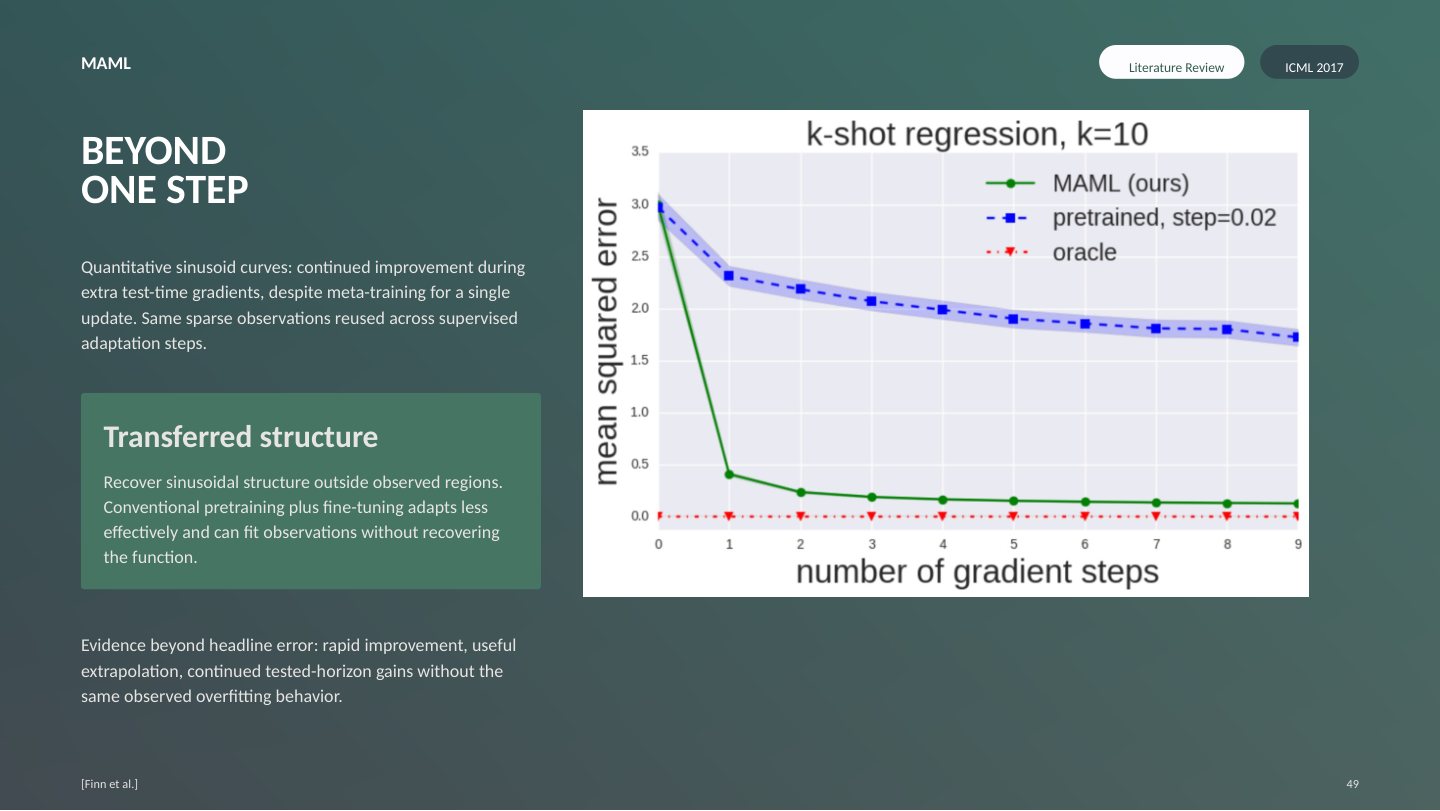 MAML
Literature Review
ICML 2017
BEYOND
ONE STEP
Quantitative sinusoid curves: continued improvement during
extra test-time gradients, despite meta-training for a single
update. Same sparse observations reused across supervised
adaptation steps.
Transferred structure
Recover sinusoidal structure outside observed regions.
Conventional pretraining plus fine-tuning adapts less
effectively and can fit observations without recovering
the function.
Evidence beyond headline error: rapid improvement, useful
extrapolation, continued tested-horizon gains without the
same observed overfitting behavior.
k-shot regression, k=10
MAML (ours)
pretrained, step=0.02
oracle
mean squared error
3.5
3.0
2.5
2.0
1.5
1.0
0.5
0.0
0 1 2 3 4 5 6 7 8 9
number of gradient steps
[Finn et al.]
49